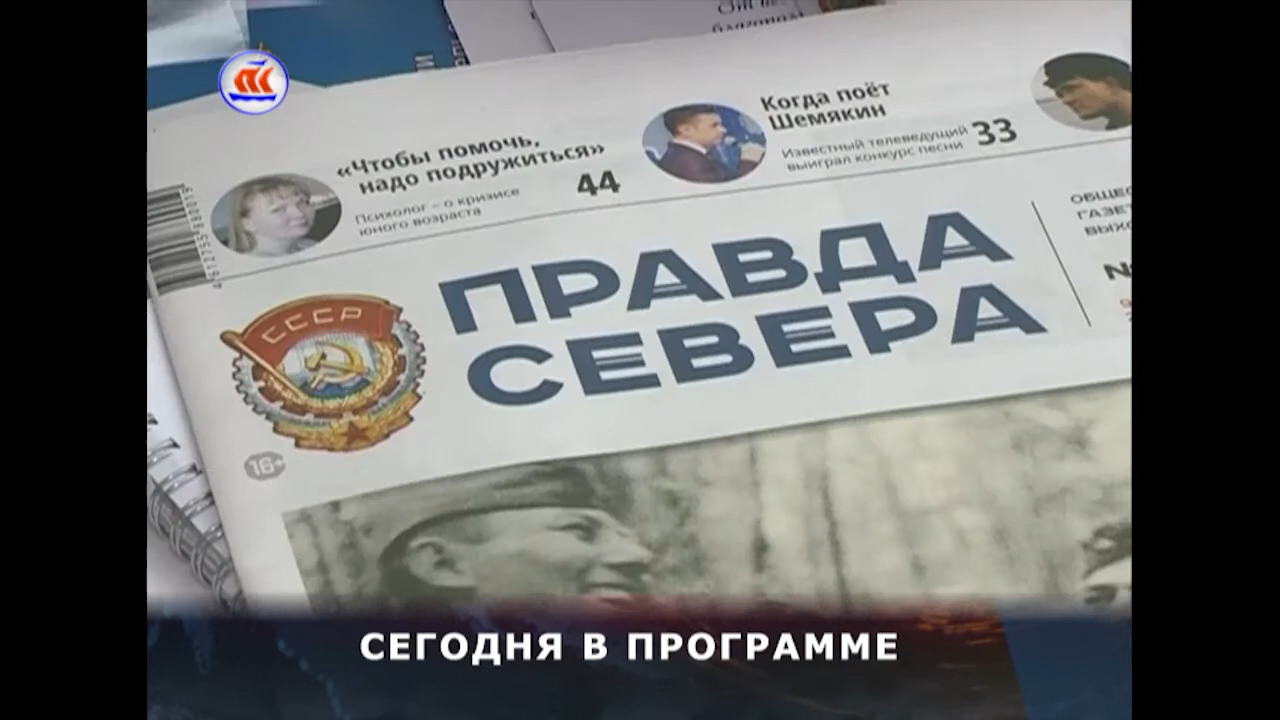 «Чтобы помочь,
надо подружиться»
Психолог – о кризисе
юного возраста
44
Когда поёт
Шемякин
Известный телеведущий
выиграл конкурс песни
33
4612755880019
СССР
ПРАВДА
СЕВЕРА
16+
СЕГОДНЯ В ПРОГРАММЕ